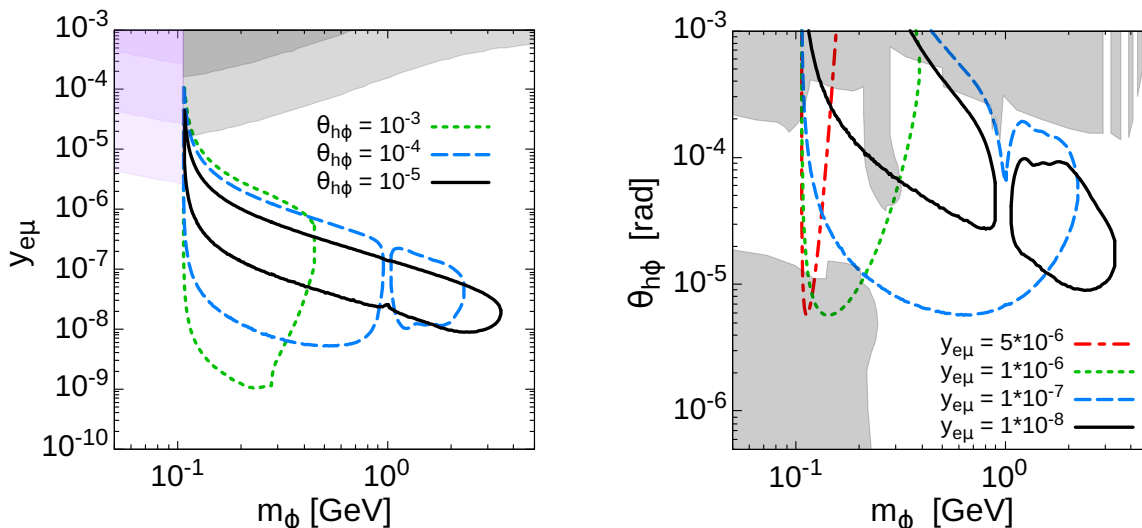 10⁻³
10⁻⁴
10⁻⁵
10⁻⁶
10⁻⁷
10⁻⁸
10⁻⁹
10⁻¹⁰
y_eμ
θ_hϕ = 10⁻³
θ_hϕ = 10⁻⁴
θ_hϕ = 10⁻⁵
10⁻¹ 10⁰
m_ϕ [GeV]
10⁻³
10⁻⁴
10⁻⁵
10⁻⁶
θ_hϕ [rad]
y_eμ = 5*10⁻⁶
y_eμ = 1*10⁻⁶
y_eμ = 1*10⁻⁷
y_eμ = 1*10⁻⁸
10⁻¹ 10⁰
m_ϕ [GeV]